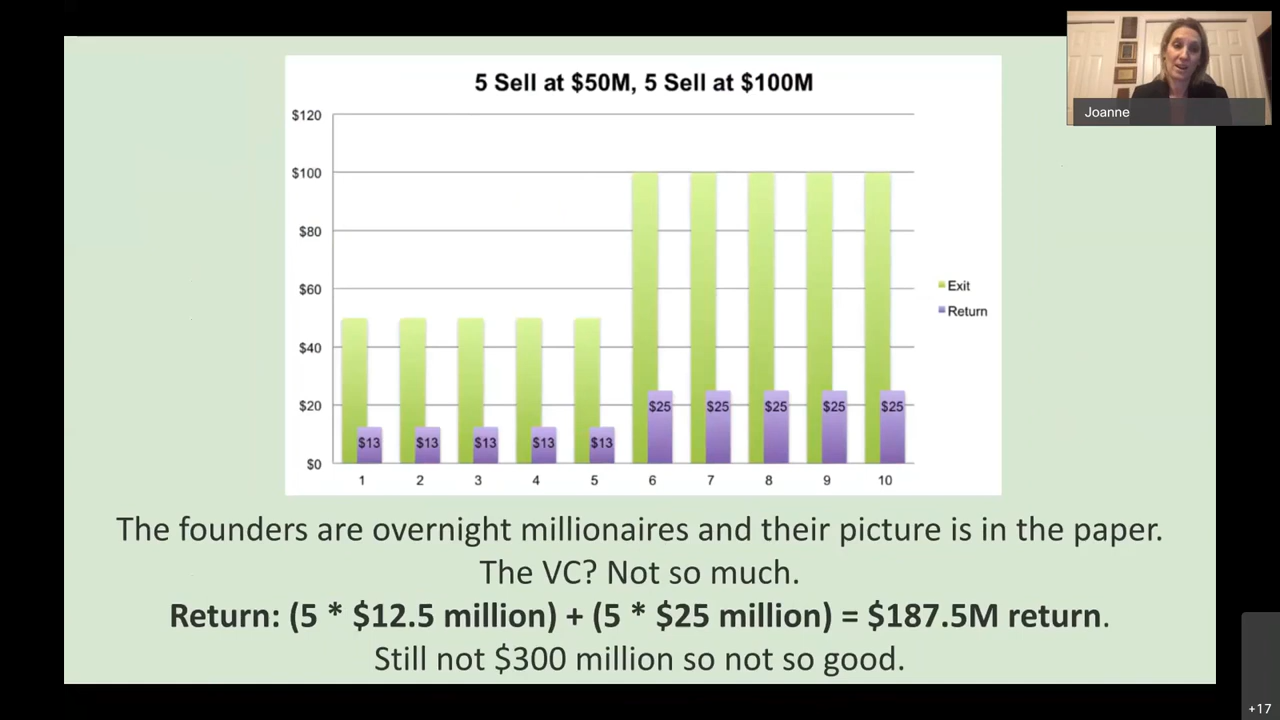 Joanne
5 Sell at $50M, 5 Sell at $100M
$120
$100
$80
$60
$40
$20
$0
$13 $13 $13 $13 $13 $25 $25 $25 $25 $25
1 2 3 4 5 6 7 8 9 10
Exit
Return
The founders are overnight millionaires and their picture is in the paper.
The VC? Not so much.
Return: (5 * $12.5 million) + (5 * $25 million) = $187.5M return.
Still not $300 million so not so good.
+17